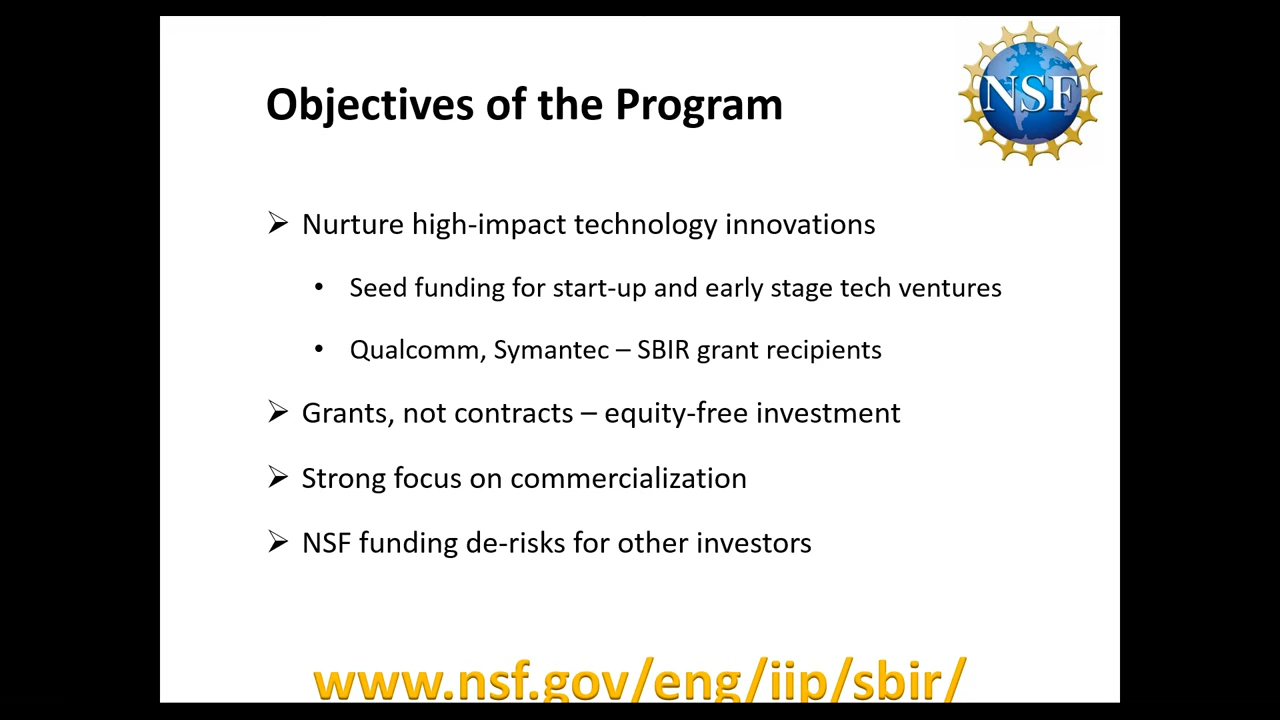 NSF
Objectives of the Program
➢ Nurture high-impact technology innovations
• Seed funding for start-up and early stage tech ventures
• Qualcomm, Symantec – SBIR grant recipients
➢ Grants, not contracts – equity-free investment
➢ Strong focus on commercialization
➢ NSF funding de-risks for other investors
www.nsf.gov/eng/iip/sbir/